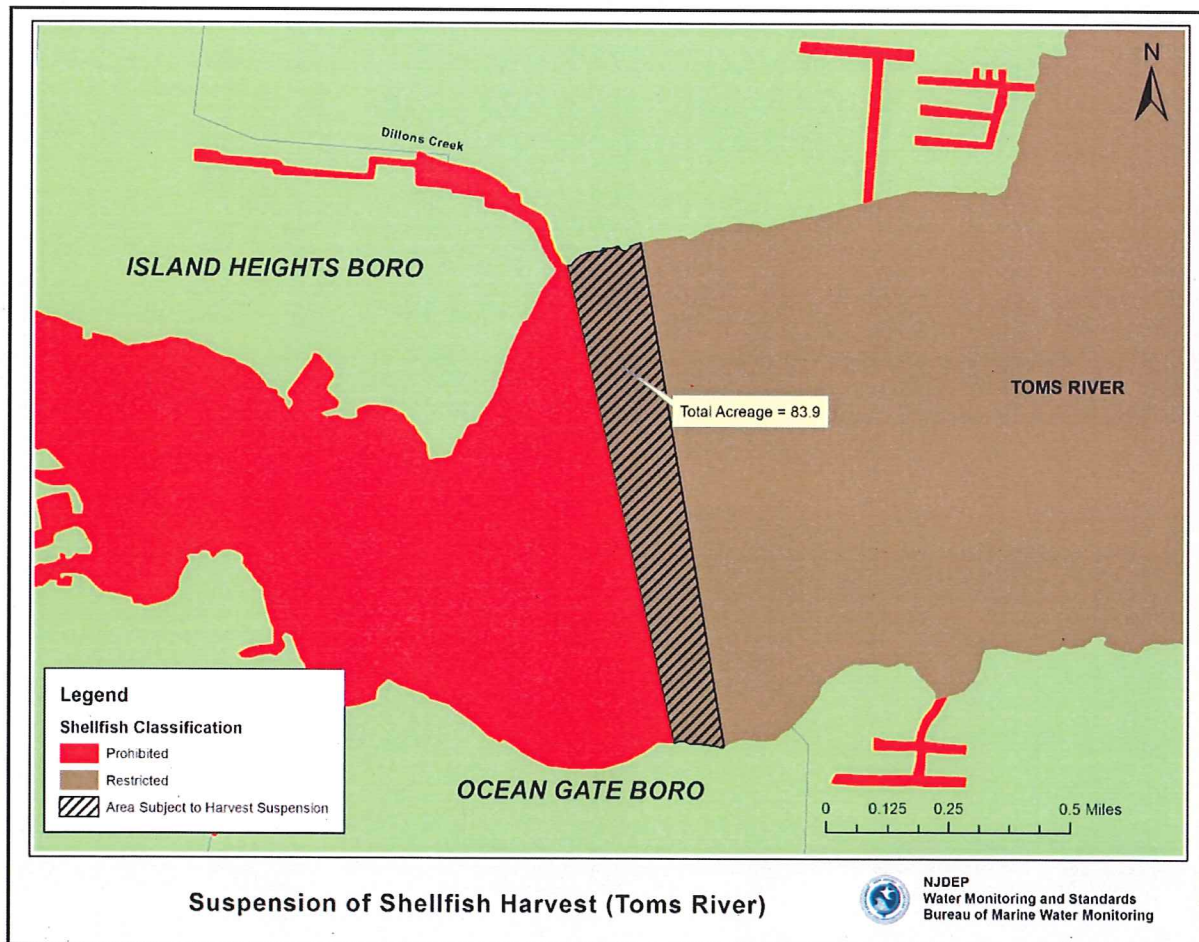 N
Dillons Creek
ISLAND HEIGHTS BORO
TOMS RIVER
Total Acreage = 83.9
Legend
Shellfish Classification
Prohibited
Restricted
Area Subject to Harvest Suspension
OCEAN GATE BORO
0 0.125 0.25 0.5 Miles
Suspension of Shellfish Harvest (Toms River)
NJDEP
Water Monitoring and Standards
Bureau of Marine Water Monitoring